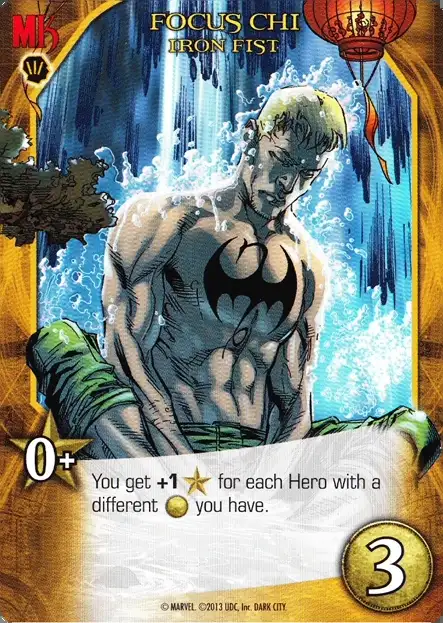 FOCUS CHI
IRON FIST
MK
0+
You get +1 for each Hero with a
different you have.
3
© MARVEL. ©2013 UDC, Inc. DARK CITY.